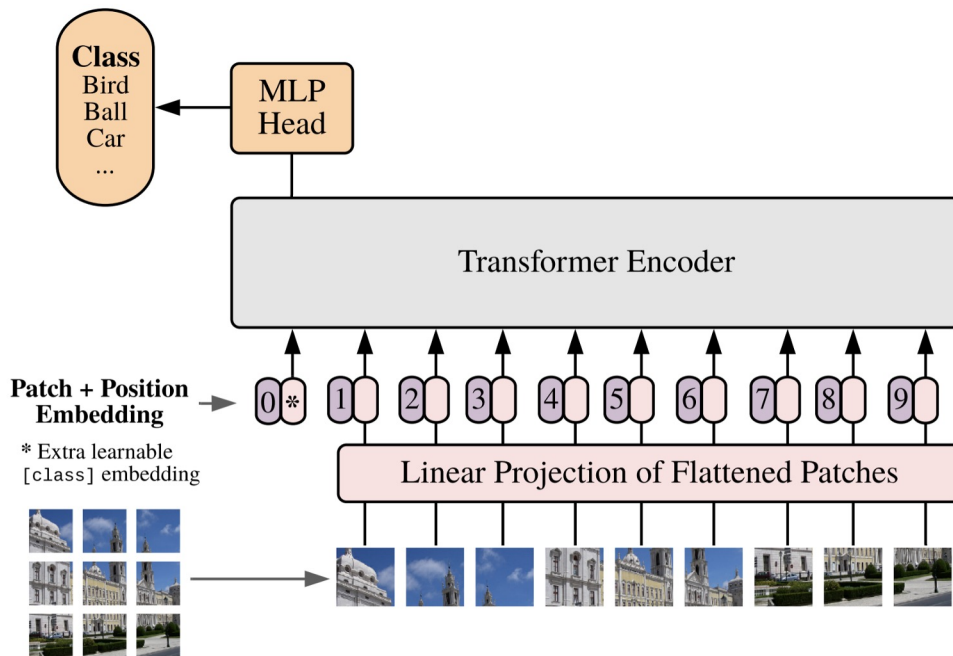 Class
Bird
Ball
Car
...
MLP
Head
Transformer Encoder
Patch + Position
Embedding
0 * 1 2 3 4 5 6 7 8 9
* Extra learnable
[class] embedding
Linear Projection of Flattened Patches